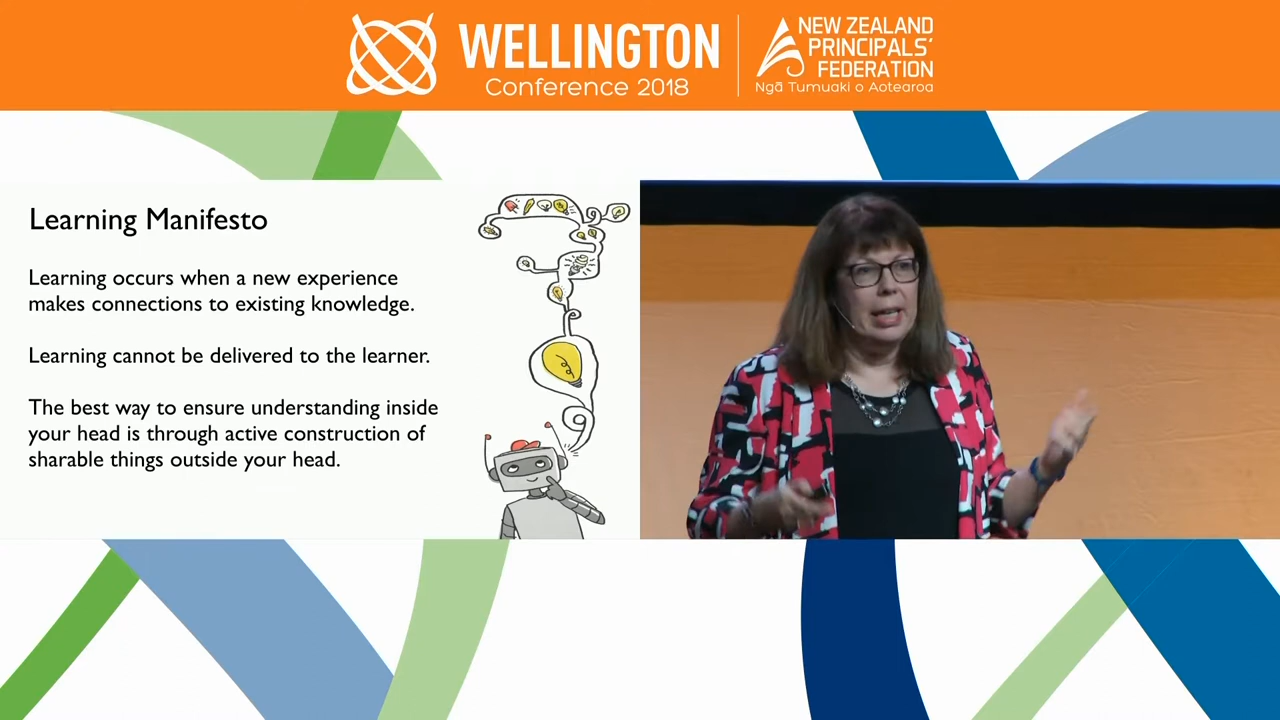 WELLINGTON
Conference 2018
NEW ZEALAND
PRINCIPALS'
FEDERATION
Ngā Tumuaki o Aotearoa
Learning Manifesto
Learning occurs when a new experience
makes connections to existing knowledge.
Learning cannot be delivered to the learner.
The best way to ensure understanding inside
your head is through active construction of
sharable things outside your head.